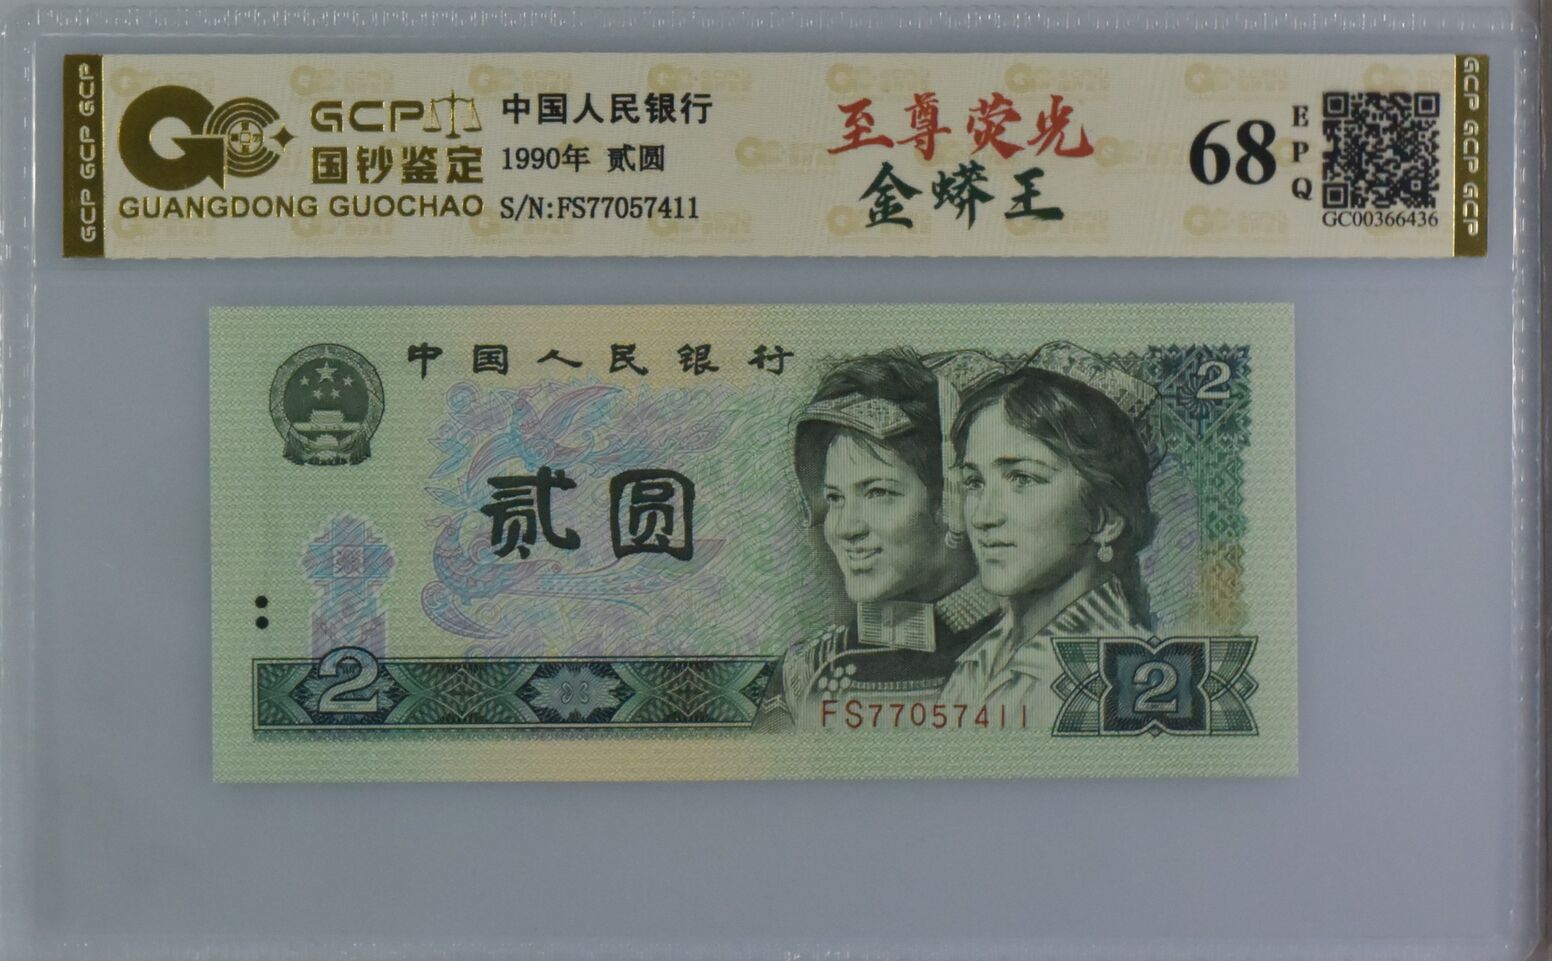 GCP GCP GCP
GCP
国钞鉴定
GUANGDONG GUOCHAO
中国人民银行
1990年 贰圆
S/N:FS77057411
至尊荧光
金蟒王
68
EPQ
GC00366436
GCP GCP GCP
中国人民银行
2
贰圆
2
FS77057411
2